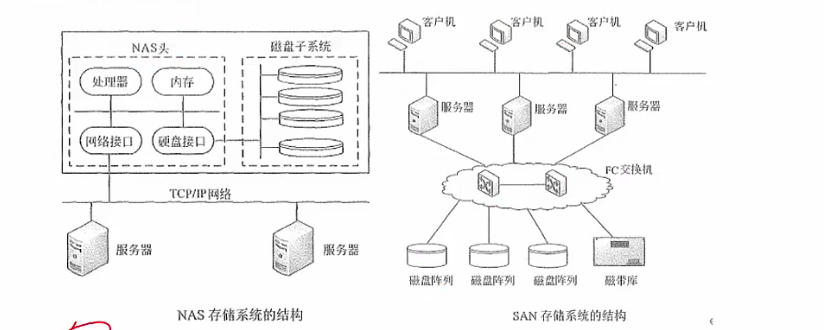 NAS头
磁盘子系统
处理器
内存
网络接口
硬盘接口
TCP/IP网络
服务器
服务器
NAS 存储系统的结构
客户机
客户机
客户机
客户机
服务器
服务器
服务器
FC交换机
磁盘阵列
磁盘阵列
磁盘阵列
磁带库
SAN 存储系统的结构